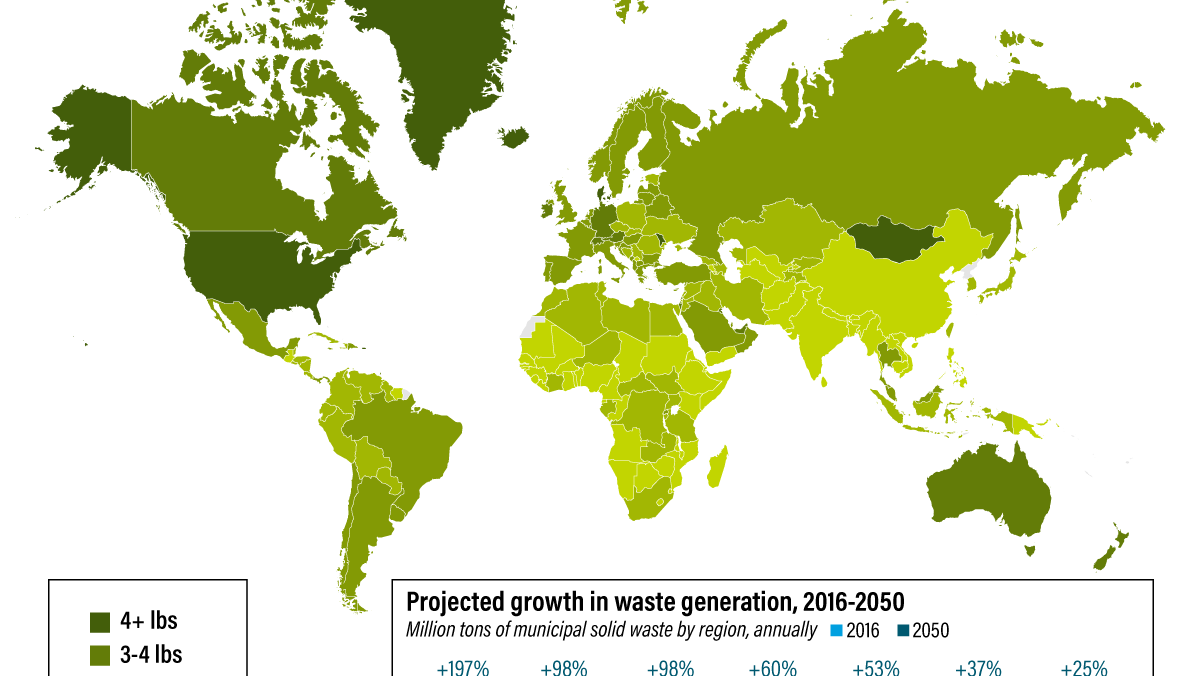 4+ lbs
3-4 lbs
Projected growth in waste generation, 2016-2050
Million tons of municipal solid waste by region, annually 2016 2050
+197% +98% +98% +60% +53% +37% +25%